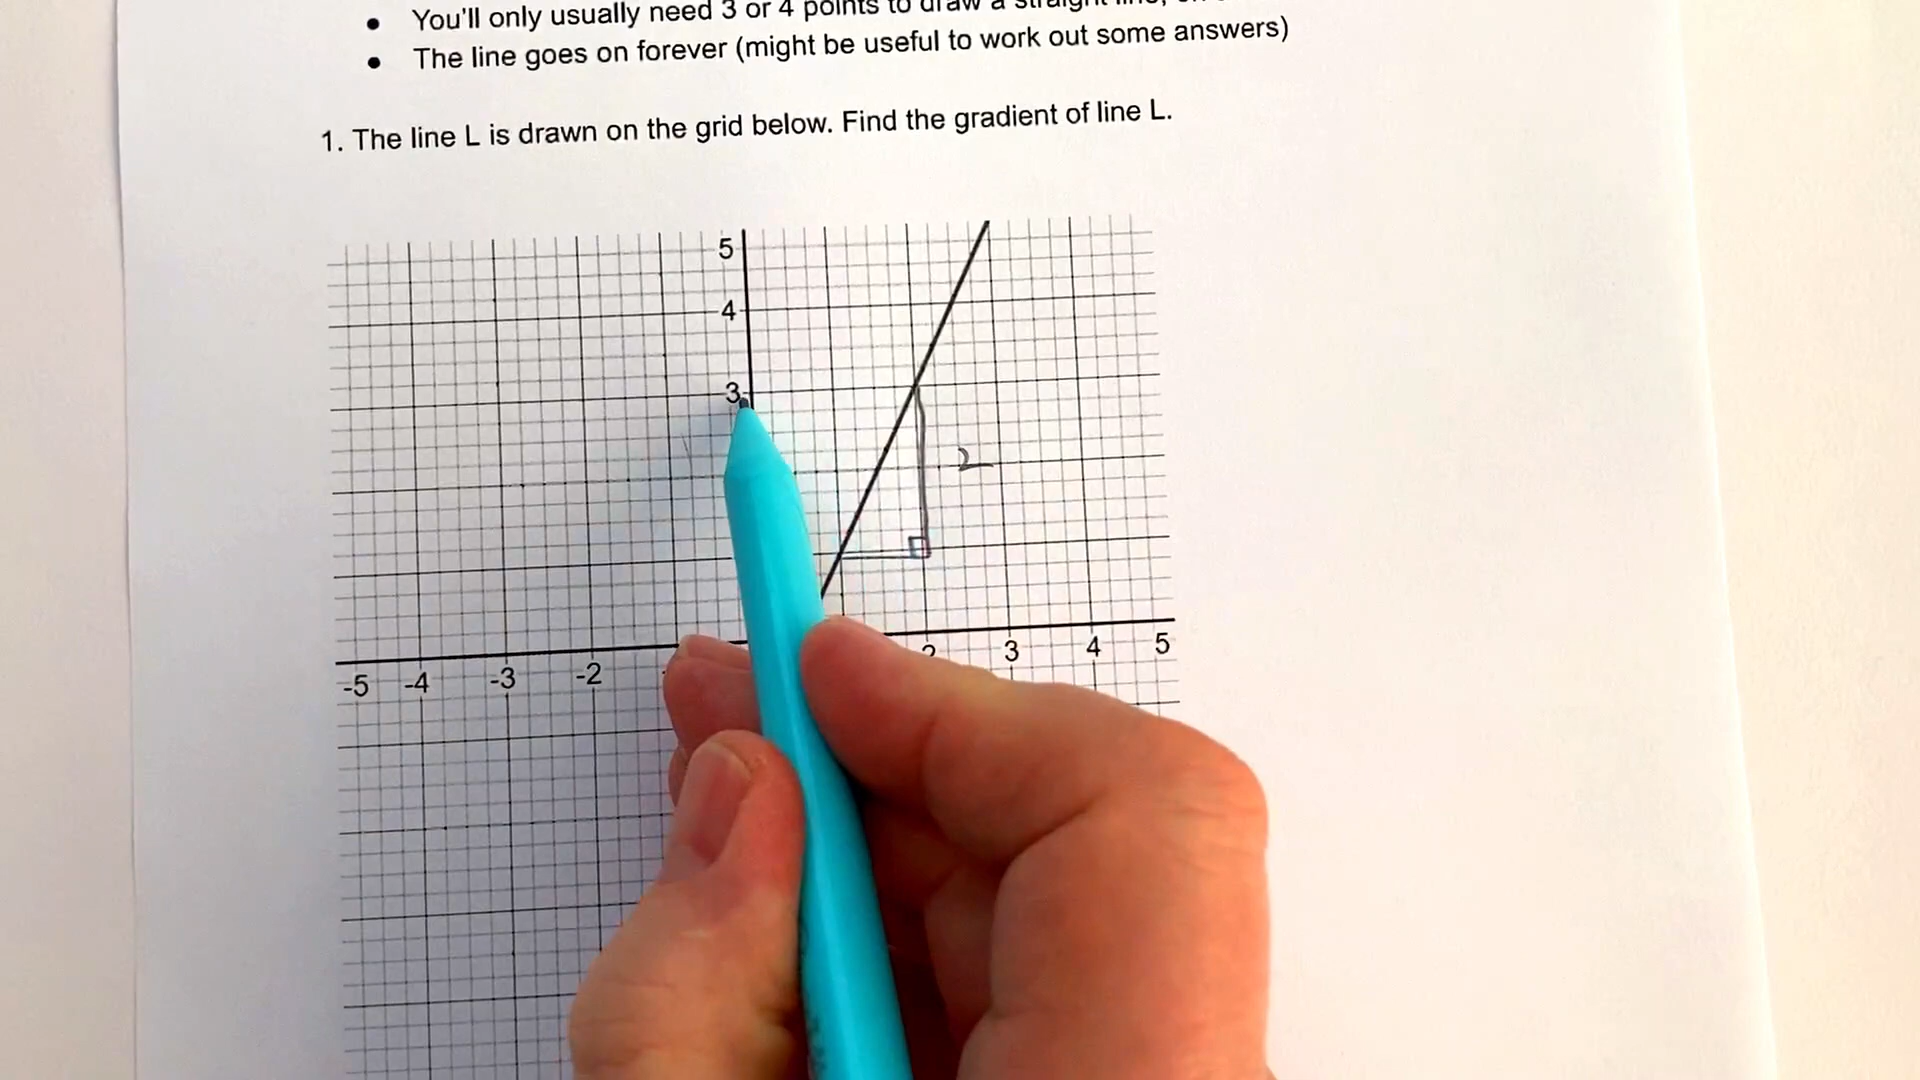 • You'll only usually need 3 or 4 points to draw a straight line,
• The line goes on forever (might be useful to work out some answers)
1. The line L is drawn on the grid below. Find the gradient of line L.
5
4
3
2
-5 -4 -3 -2 2 3 4 5